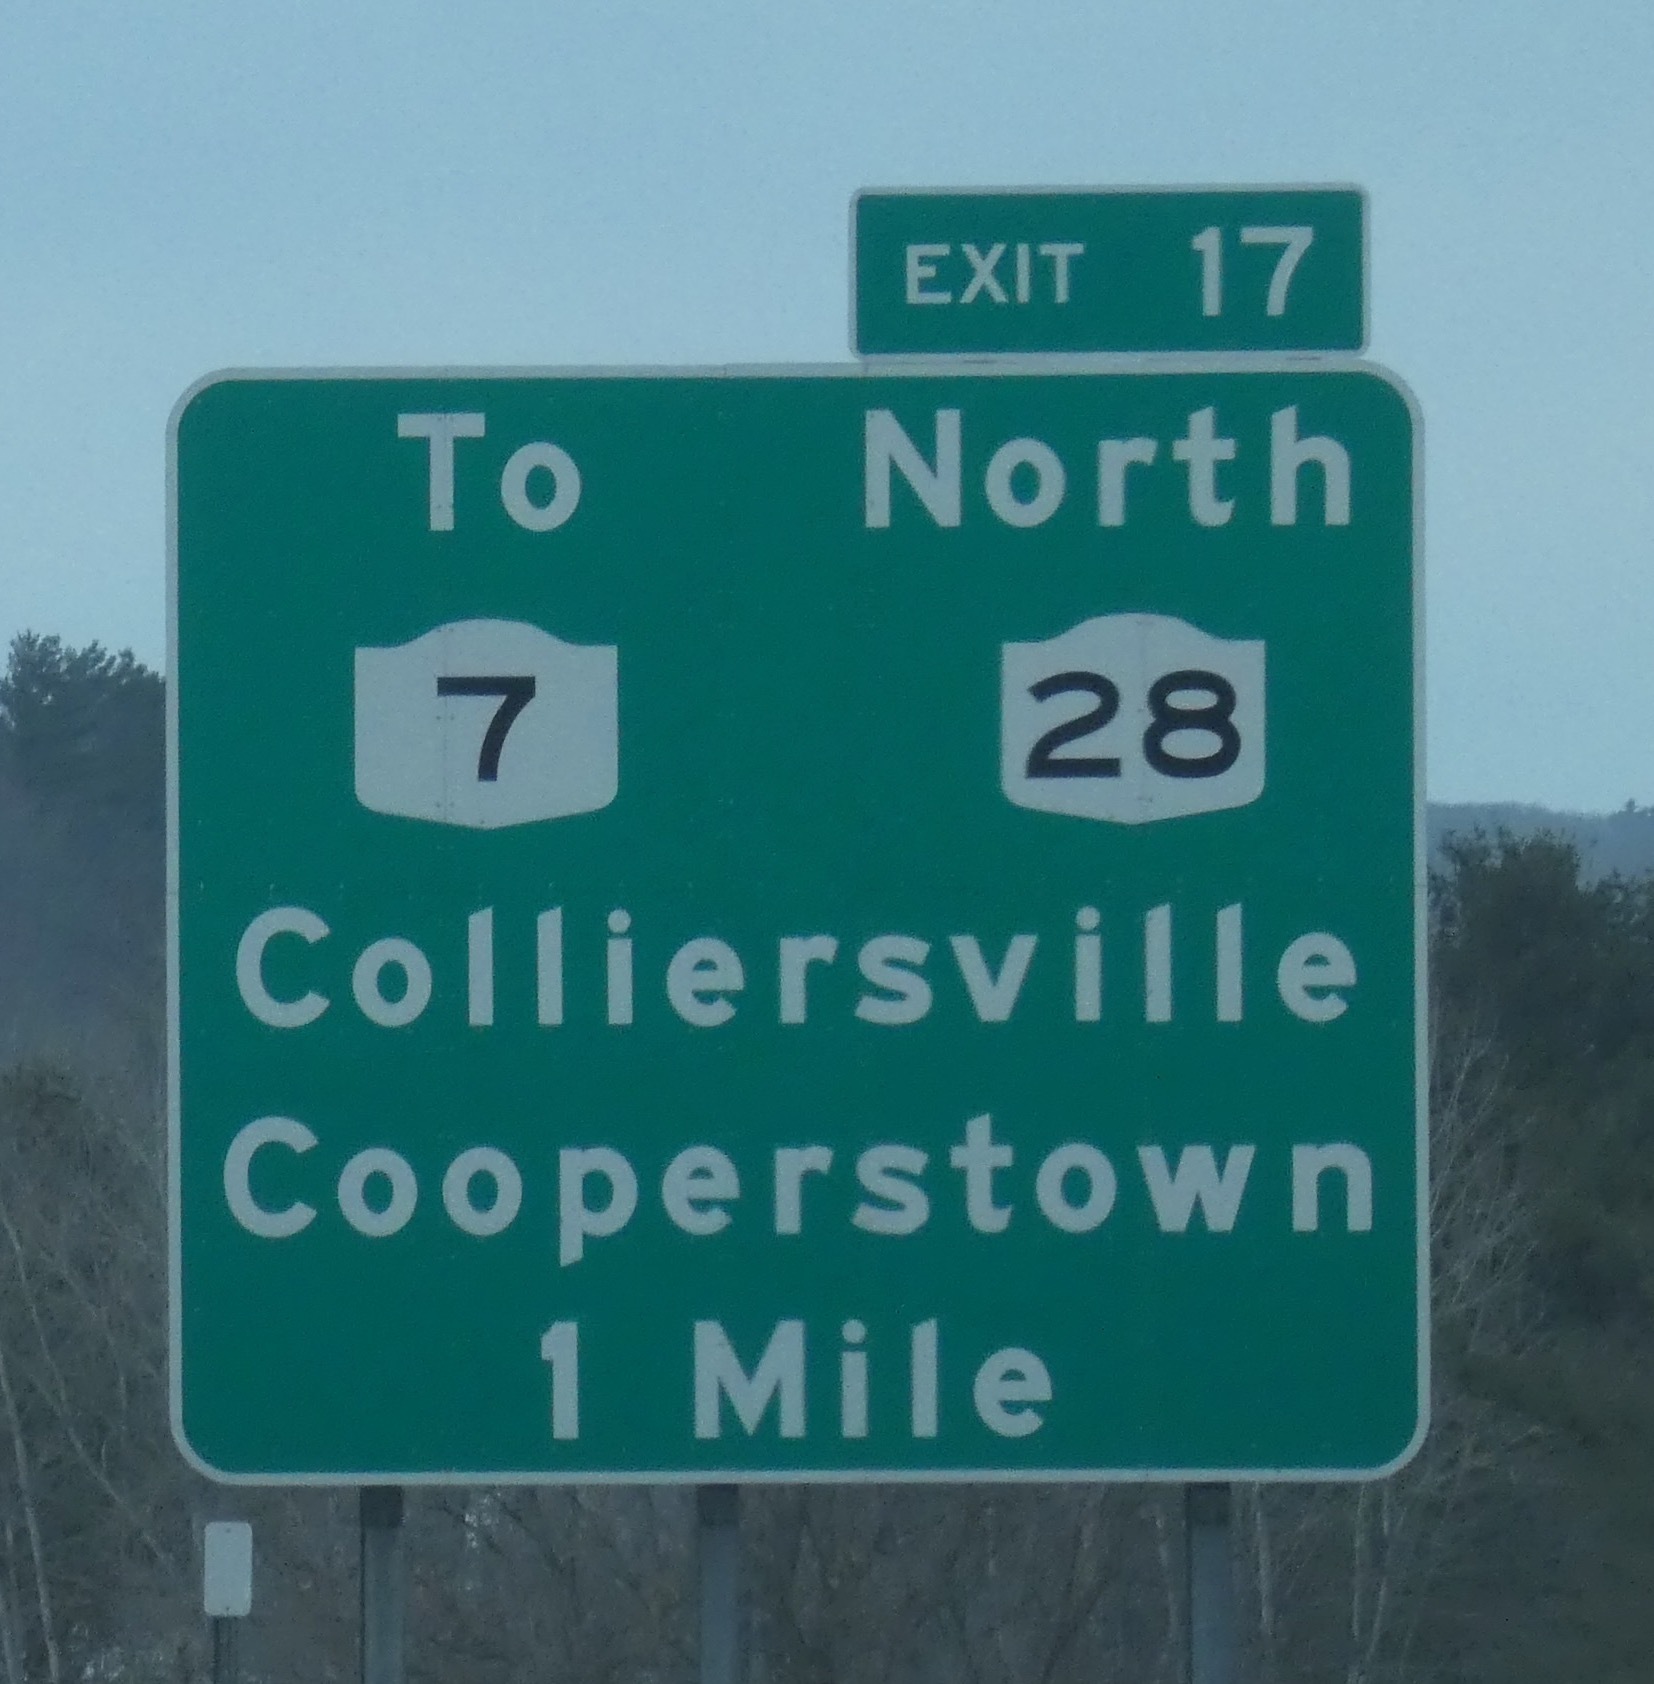 EXIT 17
To North
7 28
Colliersville
Cooperstown
1 Mile